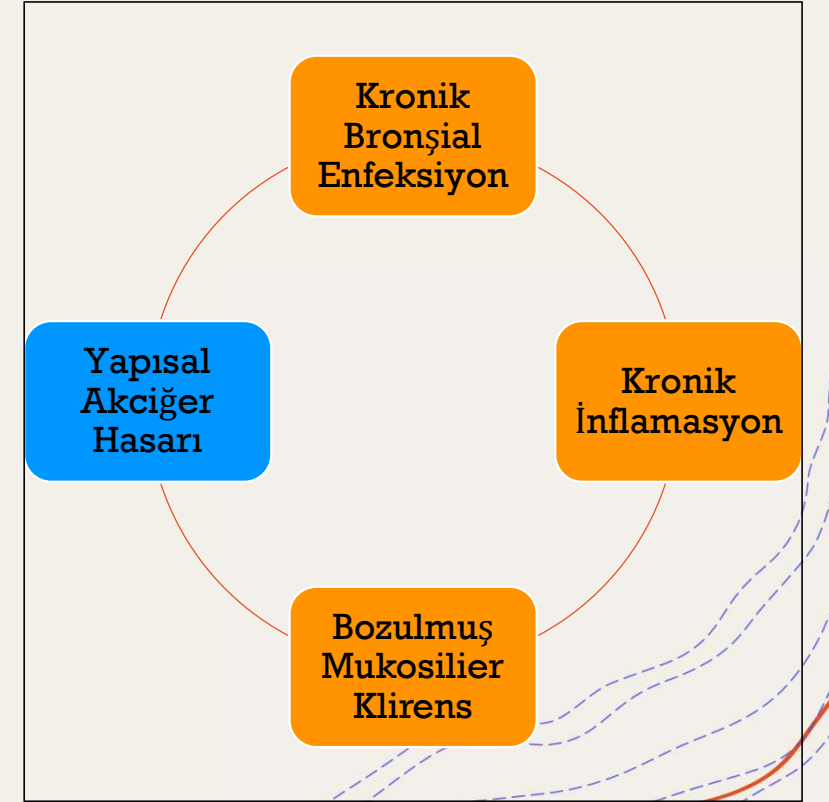 Kronik
Bronşial
Enfeksiyon
Yapısal
Akciğer
Hasarı
Kronik
İnflamasyon
Bozulmuş
Mukosilier
Klirens